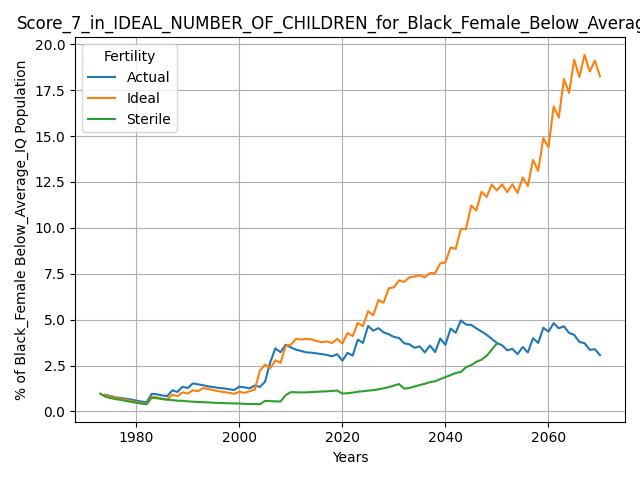 Score_7_in_IDEAL_NUMBER_OF_CHILDREN_for_Black_Female_Below_Averag
Fertility
Actual
Ideal
Sterile
% of Black_Female Below_Average_IQ Population
20.0
17.5
15.0
12.5
10.0
7.5
5.0
2.5
0.0
1980 2000 2020 2040 2060
Years